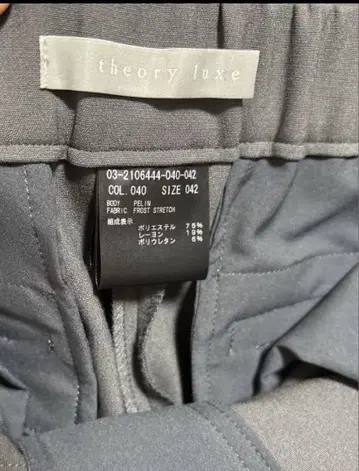 theory luxe
03-2106444-040-042
COL. 040 SIZE 042
BODY PELIN
FABRIC FROST STRETCH
組成表示
ポリエステル 75%
レーヨン 19%
ポリウレタン 6%